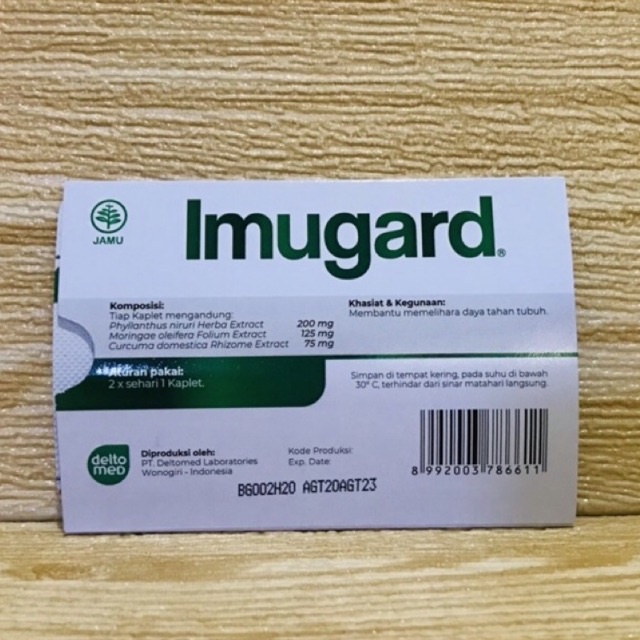 JAMU
Imugard®
Komposisi:
Tiap Kaplet mengandung:
Phyllanthus niruri Herba Extract 200 mg
Moringae oleifera Folium Extract 125 mg
Curcuma domestica Rhizome Extract 75 mg
Khasiat & Kegunaan:
Membantu memelihara daya tahan tubuh.
Aturan pakai:
2 x sehari 1 Kaplet.
Simpan di tempat kering, pada suhu di bawah
30° C, terhindar dari sinar matahari langsung.
delto
med
Diproduksi oleh:
PT. Deltomed Laboratories
Wonogiri - Indonesia
Kode Produksi:
Exp. Date:
BG002H20 AGT20AGT23
8 992003 786611